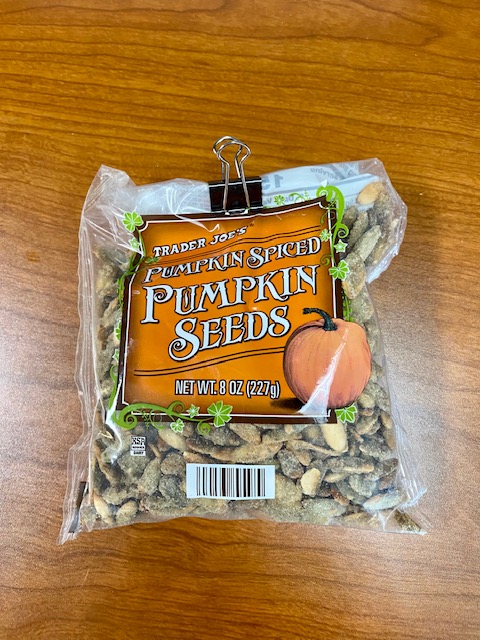 TRADER JOE'S
PUMPKIN SPICED
PUMPKIN
SEEDS
NET WT. 8 OZ (227g)